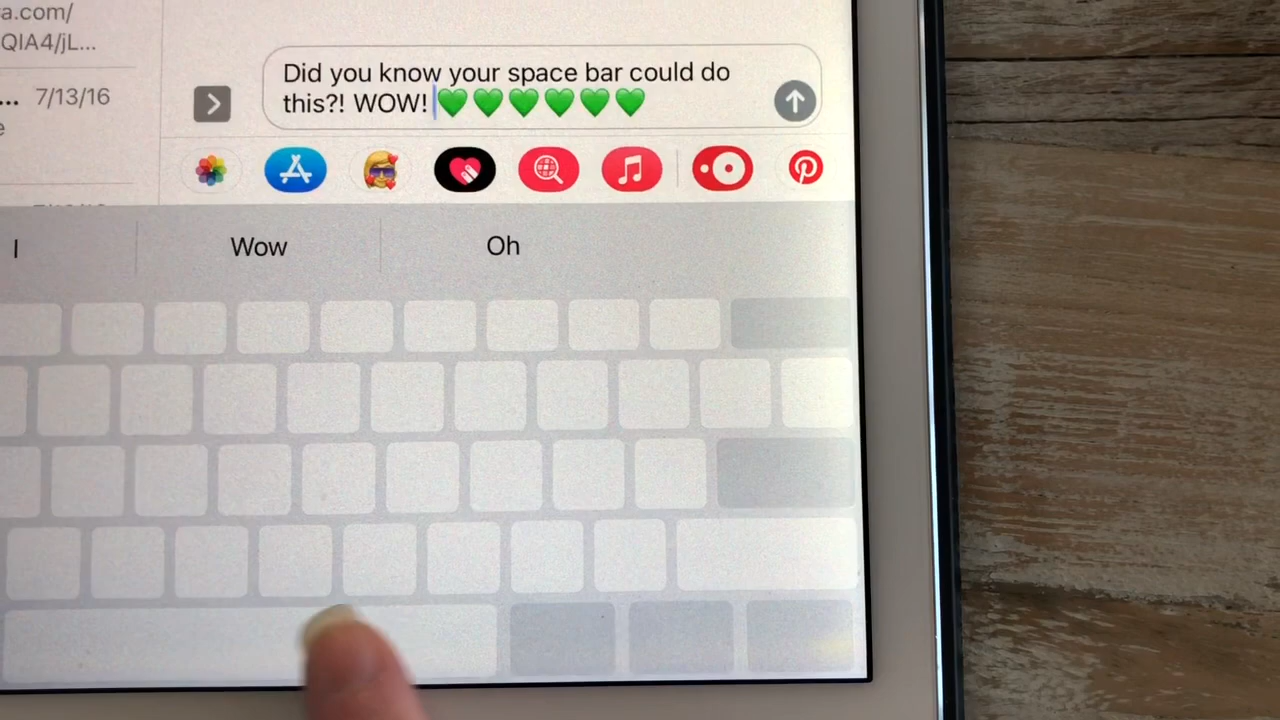 a.com/
QIA4/jL...
... 7/13/16
e
Did you know your space bar could do
this?! WOW! 💚💚💚💚💚💚
I
Wow
Oh